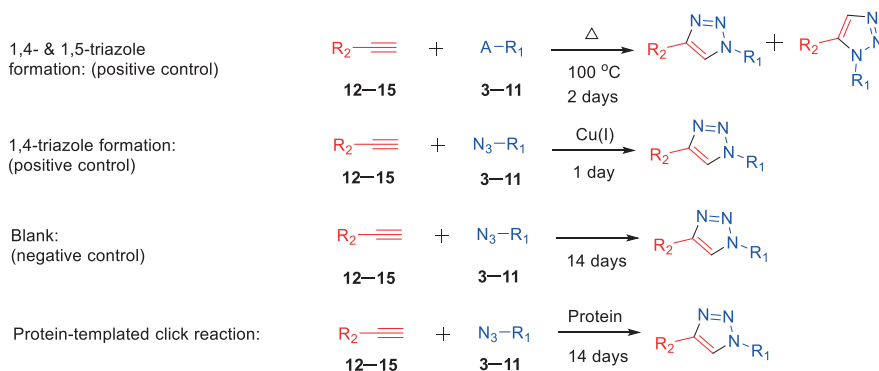 1,4- & 1,5-triazole
formation: (positive control)
R2 + A–R1 △ N=N N R2 R1 + N N N R2 R1
12—15 3—11 100 °C
2 days
1,4-triazole formation:
(positive control)
R2 + N3–R1 Cu(I) N=N N R2 R1
12—15 3—11 1 day
Blank:
(negative control)
R2 + N3–R1 N=N N R2 R1
12—15 3—11 14 days
Protein-templated click reaction:
R2 + N3–R1 Protein N=N N R2 R1
12—15 3—11 14 days